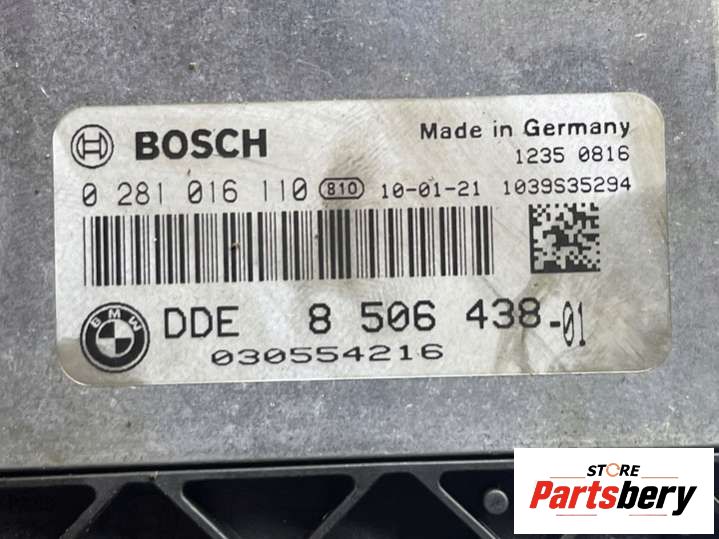 BOSCH
Made in Germany
1235 0816
0 281 016 110 810 10-01-21 1039S35294
BMW
DDE 8 506 438-01
030554216
STORE
Partsbery